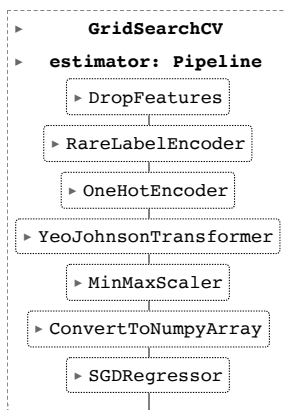 GridSearchCV
estimator: Pipeline
DropFeatures
RareLabelEncoder
OneHotEncoder
YeoJohnsonTransformer
MinMaxScaler
ConvertToNumpyArray
SGDRegressor